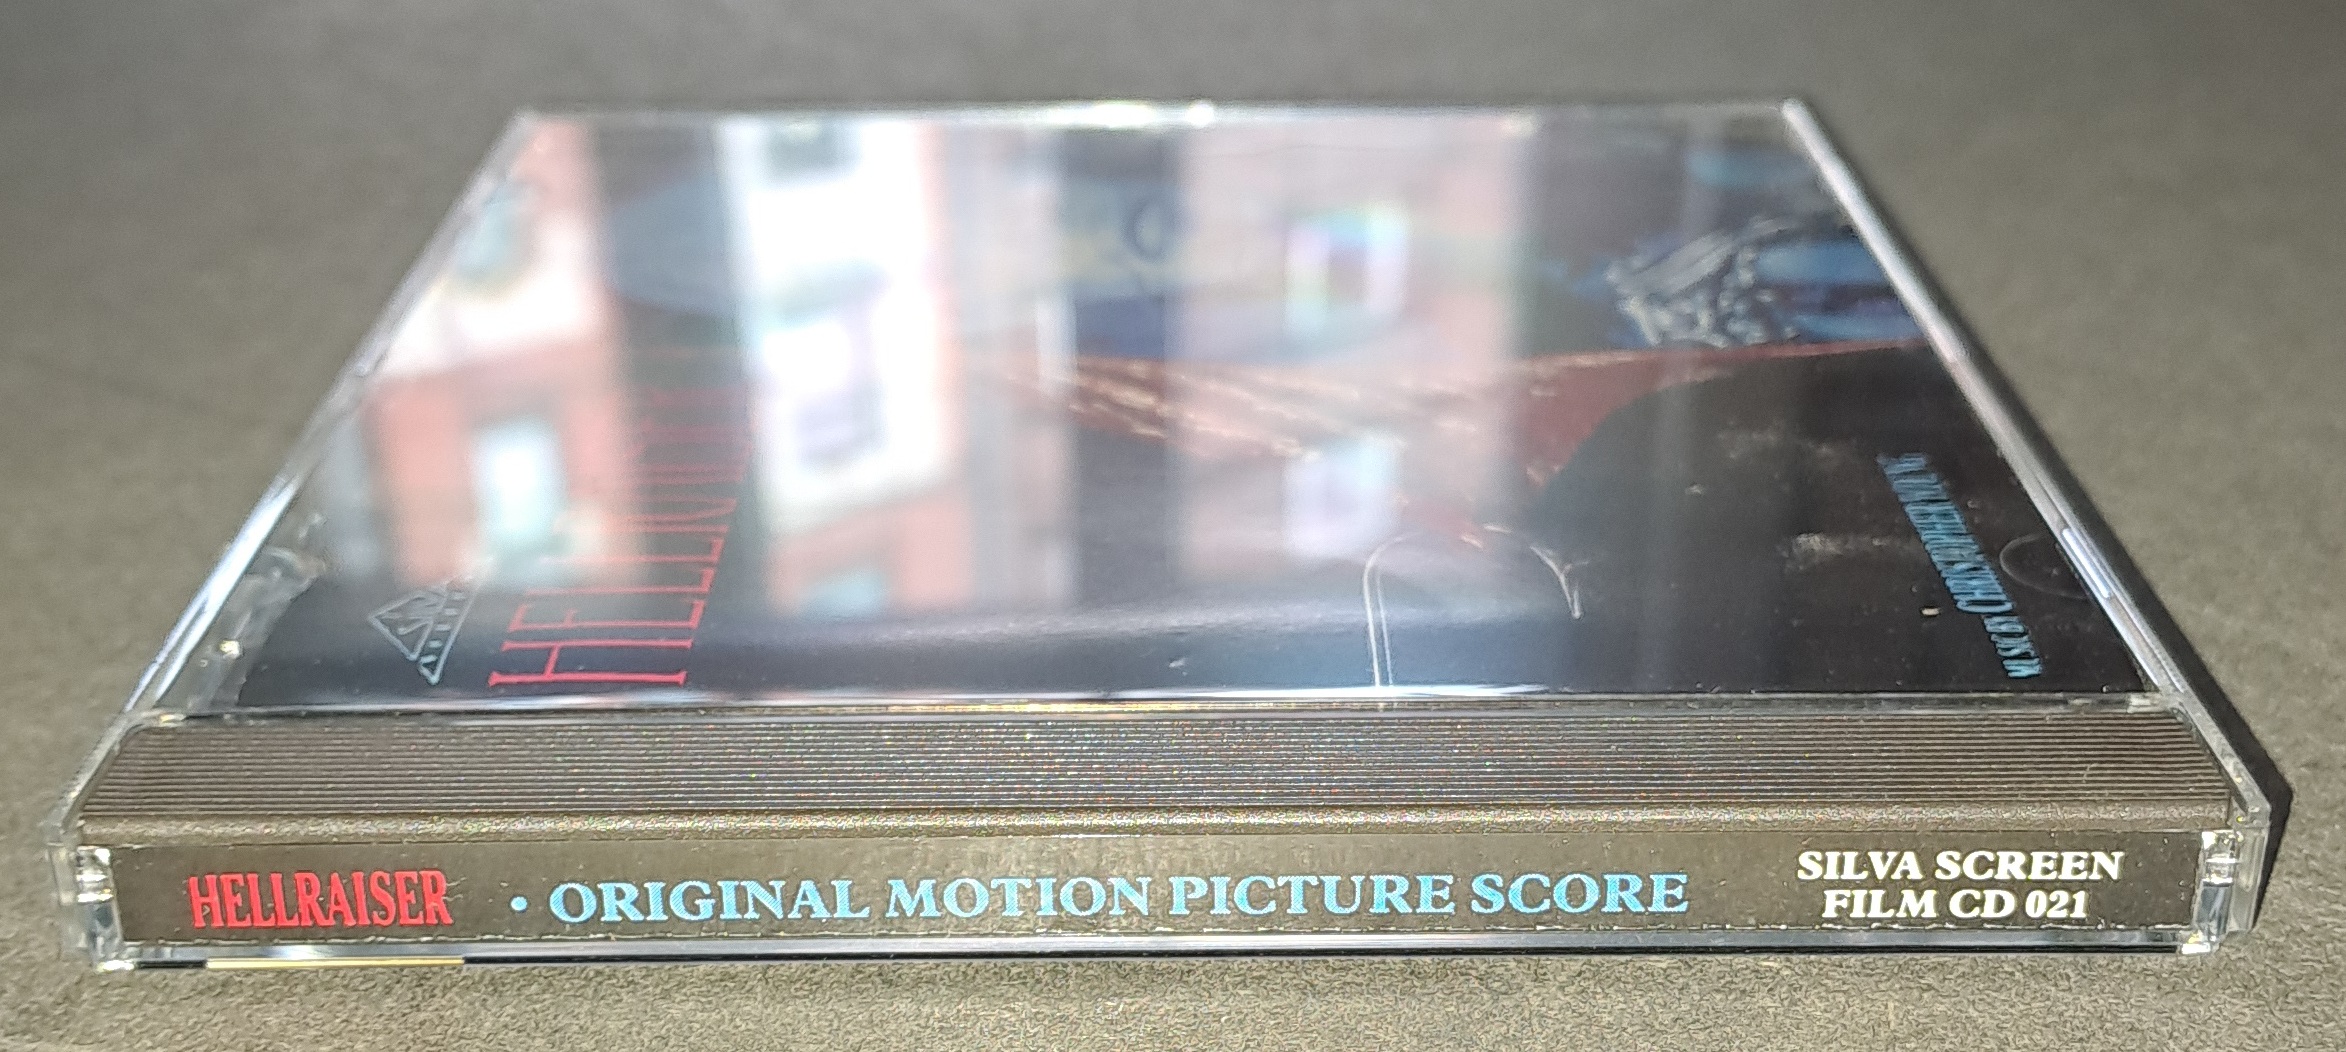 HELLRAISER
HELLRAISER • ORIGINAL MOTION PICTURE SCORE
SILVA SCREEN
FILM CD 021